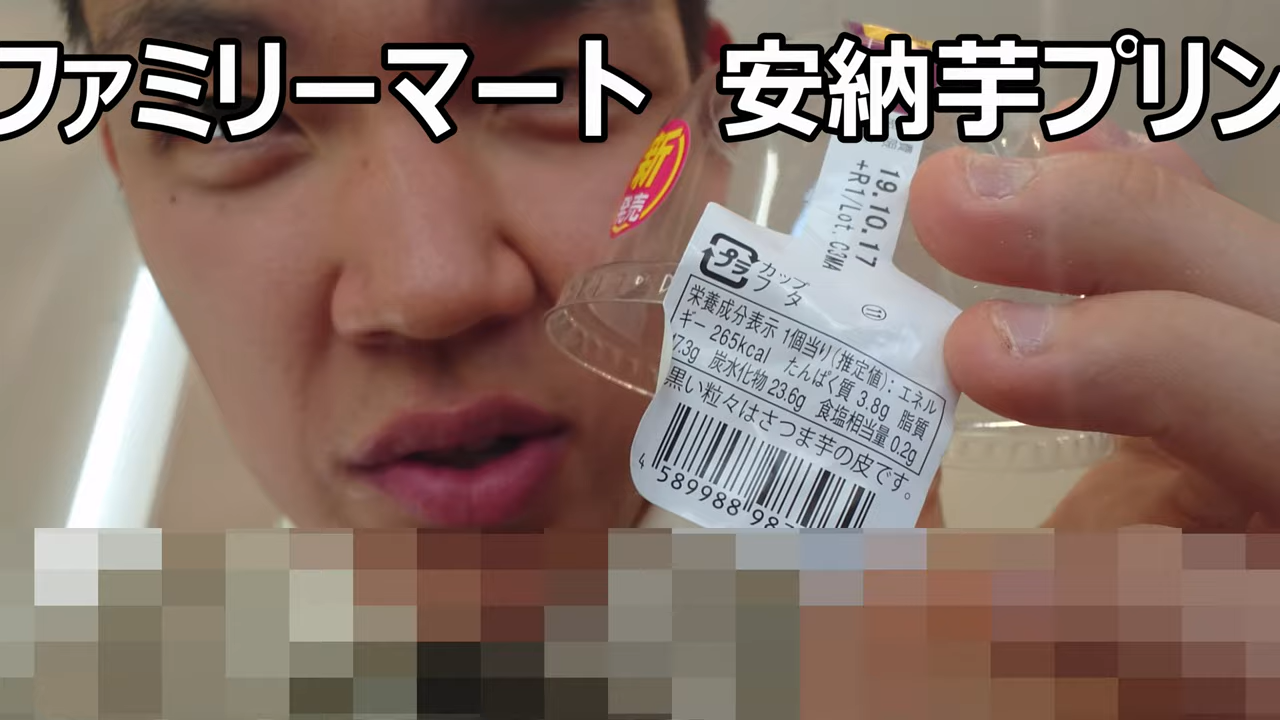 ファミリーマート 安納芋プリン
新
発売
19.10.17
+R1/Lot. C3MA
プラ
カップ
フタ
栄養成分表示 1個当り(推定値): エネル
ギー 265kcal たんぱく質 3.8g 脂質
17.3g 炭水化物 23.6g 食塩相当量 0.2g
黒い粒々はさつま芋の皮です。
4 589988 98